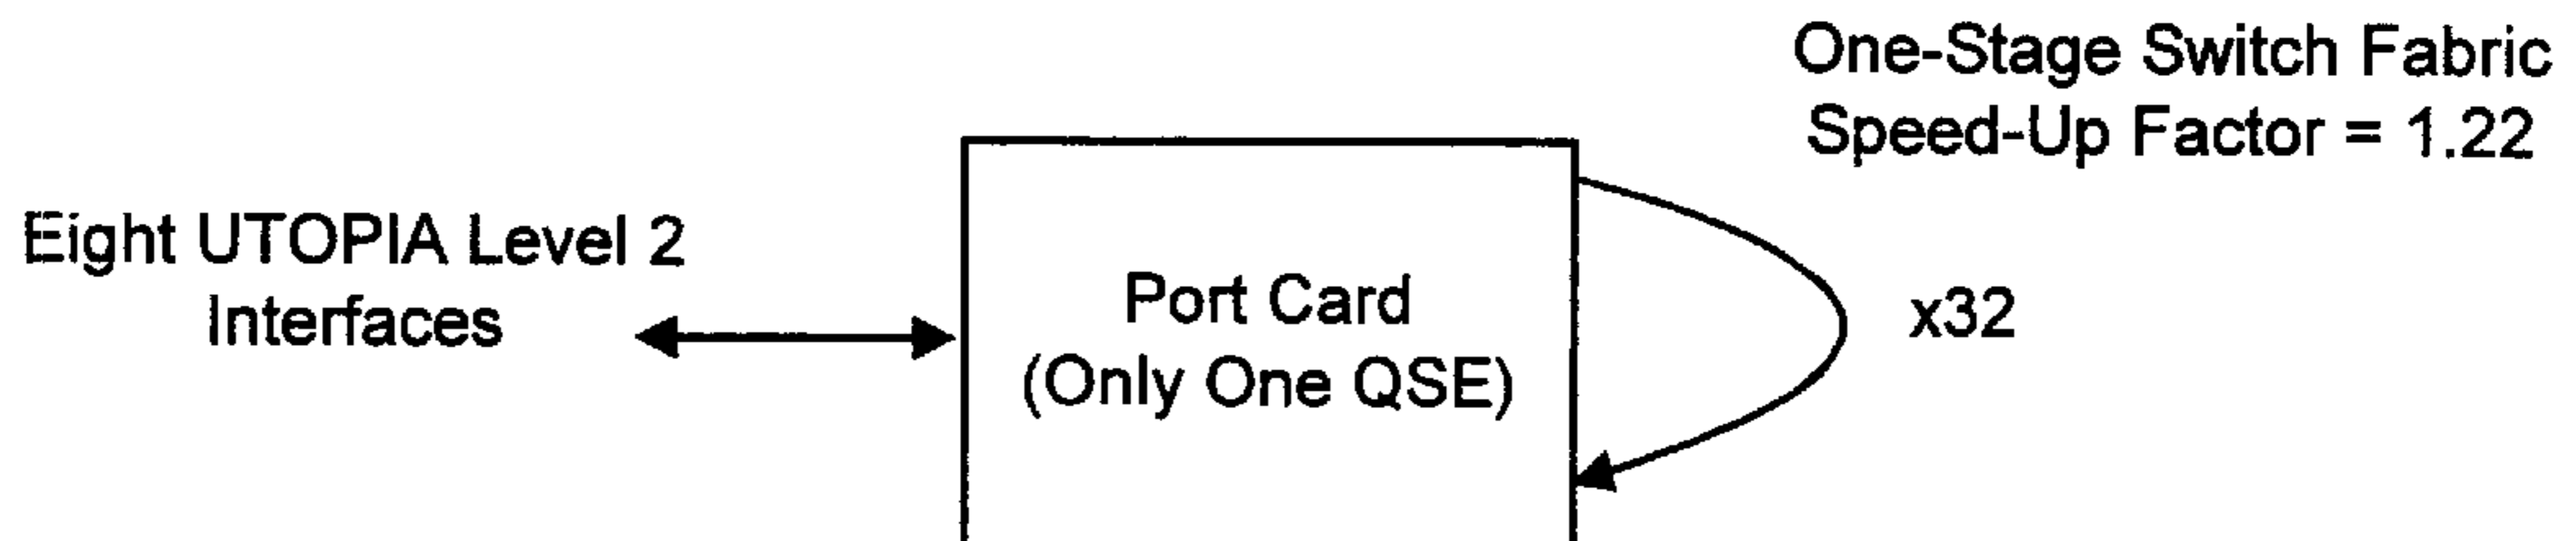 One-Stage Switch Fabric
Speed-Up Factor = 1.22
Eight UTOPIA Level 2
Interfaces
Port Card
(Only One QSE)
x32